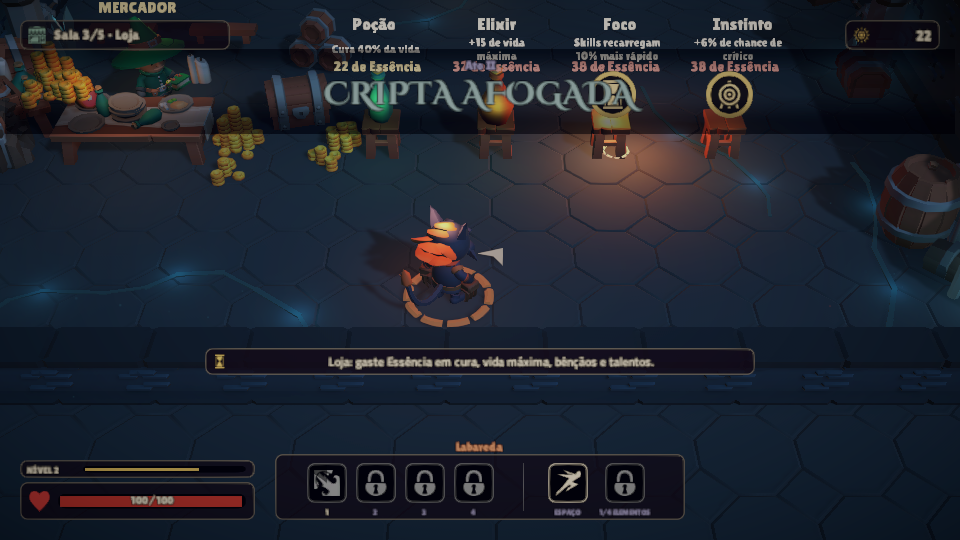 MERCADOR
Sala 3/5 - Loja
Poção
Cura 40% da vida
22 de Essência
Elixir
+15 de vida
máxima
32 de Essência
Foco
Skills recarregam
10% mais rápido
38 de Essência
Instinto
+6% de chance de
crítico
38 de Essência
22
CRIPTA AFOGADA
Loja: gaste Essência em cura, vida máxima, bênçãos e talentos.
Labareda
NÍVEL 2
100/100
1
2
3
4
ESPAÇO
1/4 ELEMENTOS